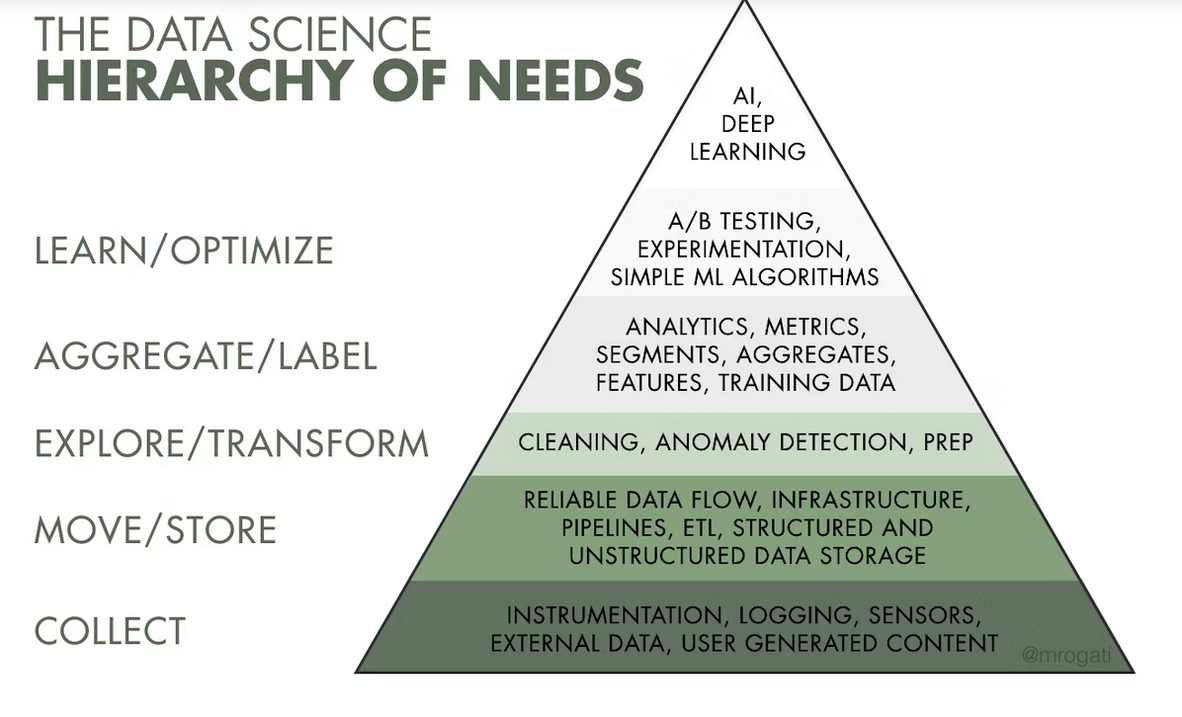 THE DATA SCIENCE
HIERARCHY OF NEEDS
AI,
DEEP
LEARNING
LEARN/OPTIMIZE
A/B TESTING,
EXPERIMENTATION,
SIMPLE ML ALGORITHMS
AGGREGATE/LABEL
ANALYTICS, METRICS,
SEGMENTS, AGGREGATES,
FEATURES, TRAINING DATA
EXPLORE/TRANSFORM
CLEANING, ANOMALY DETECTION, PREP
MOVE/STORE
RELIABLE DATA FLOW, INFRASTRUCTURE,
PIPELINES, ETL, STRUCTURED AND
UNSTRUCTURED DATA STORAGE
COLLECT
INSTRUMENTATION, LOGGING, SENSORS,
EXTERNAL DATA, USER GENERATED CONTENT
@mrogati